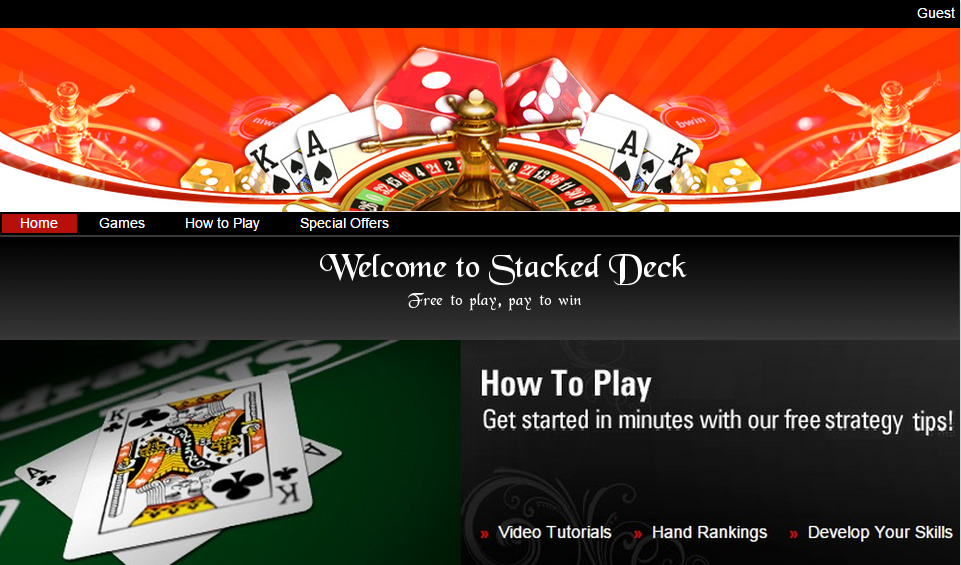 Guest
bwin
K A A K
Home Games How to Play Special Offers
Welcome to Stacked Deck
Free to play, pay to win
How To Play
Get started in minutes with our free strategy tips!
K
A
A
K
» Video Tutorials » Hand Rankings » Develop Your Skills